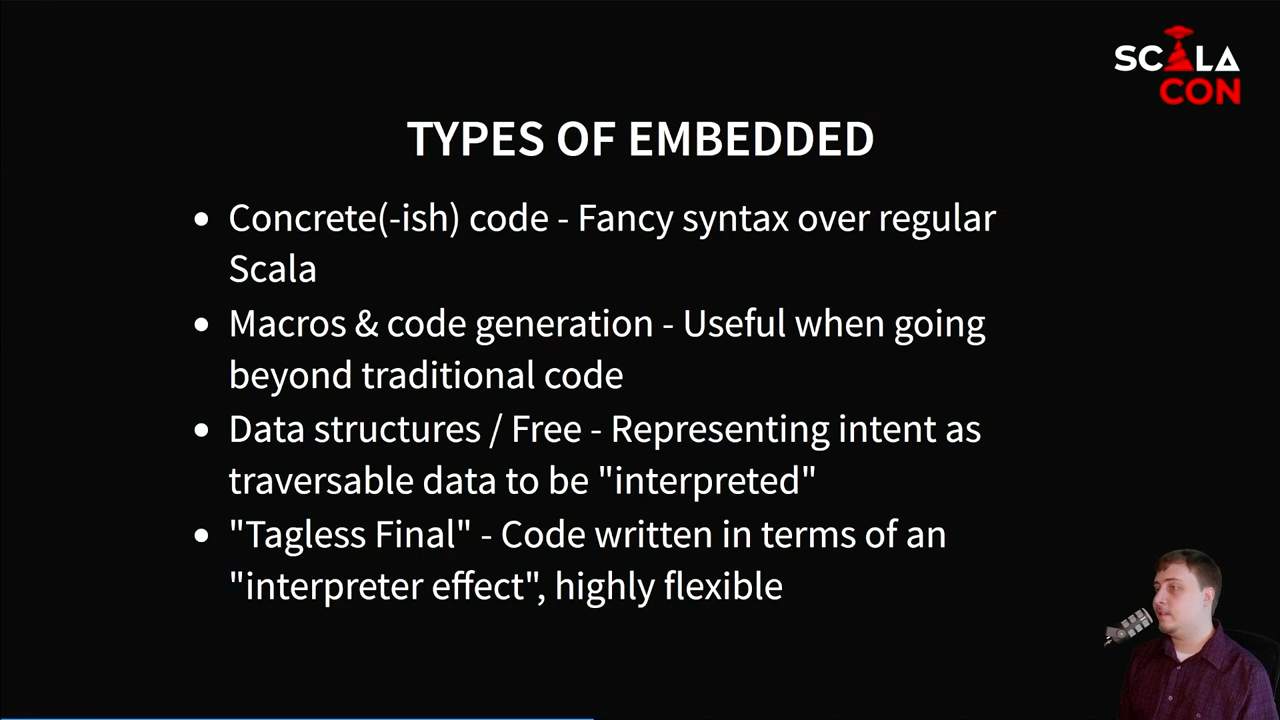 SCALA
CON
TYPES OF EMBEDDED
Concrete(-ish) code - Fancy syntax over regular
Scala
Macros & code generation - Useful when going
beyond traditional code
Data structures / Free - Representing intent as
traversable data to be "interpreted"
"Tagless Final" - Code written in terms of an
"interpreter effect", highly flexible